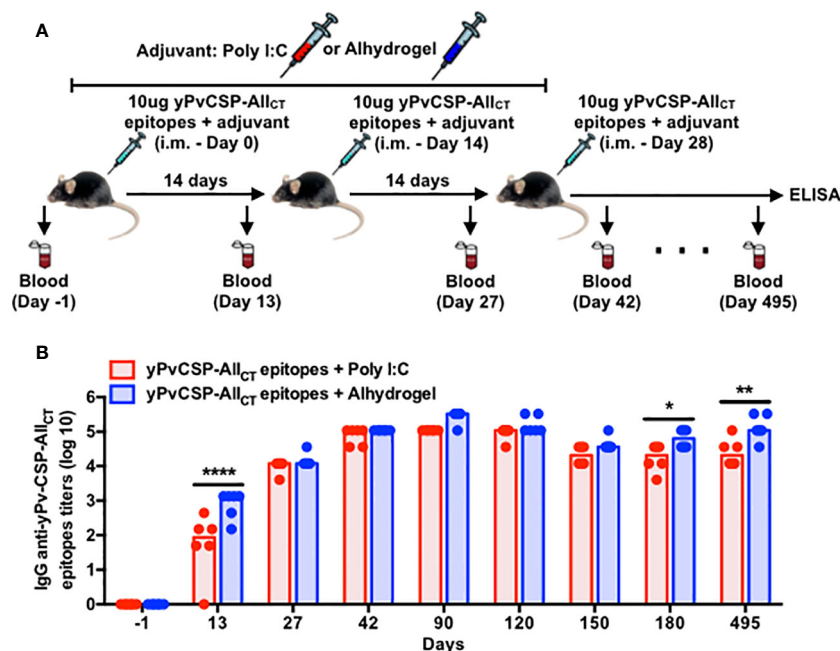 A
Adjuvant: Poly I:C or Alhydrogel
10ug yPvCSP-AllCT
epitopes + adjuvant
(i.m. - Day 0)
10ug yPvCSP-AllCT
epitopes + adjuvant
(i.m. - Day 14)
10ug yPvCSP-AllCT
epitopes + adjuvant
(i.m. - Day 28)
14 days
14 days
ELISA
Blood
(Day -1)
Blood
(Day 13)
Blood
(Day 27)
Blood
(Day 42)
. . .
Blood
(Day 495)
B
yPvCSP-AllCT epitopes + Poly I:C
yPvCSP-AllCT epitopes + Alhydrogel
IgG anti-yPv-CSP-AllCT
epitopes titers (log 10)
6
5
4
3
2
1
0
****
*
**
-1 13 27 42 90 120 150 180 495
Days